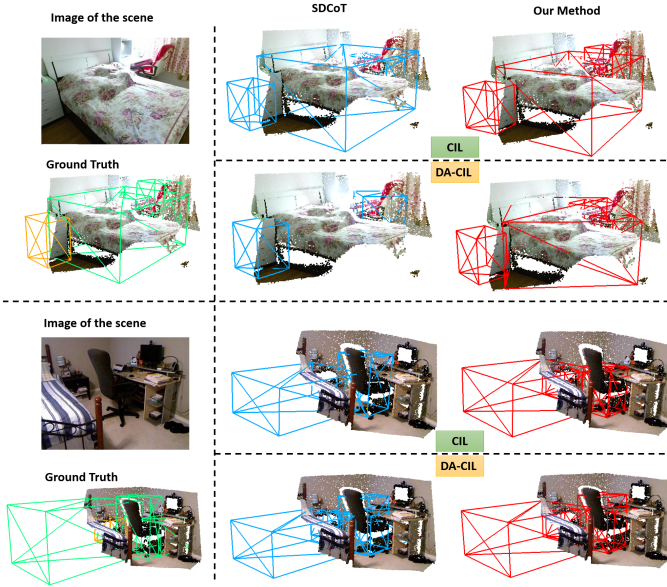 Image of the scene
SDCoT
Our Method
CIL
DA-CIL
Ground Truth
Image of the scene
CIL
DA-CIL
Ground Truth